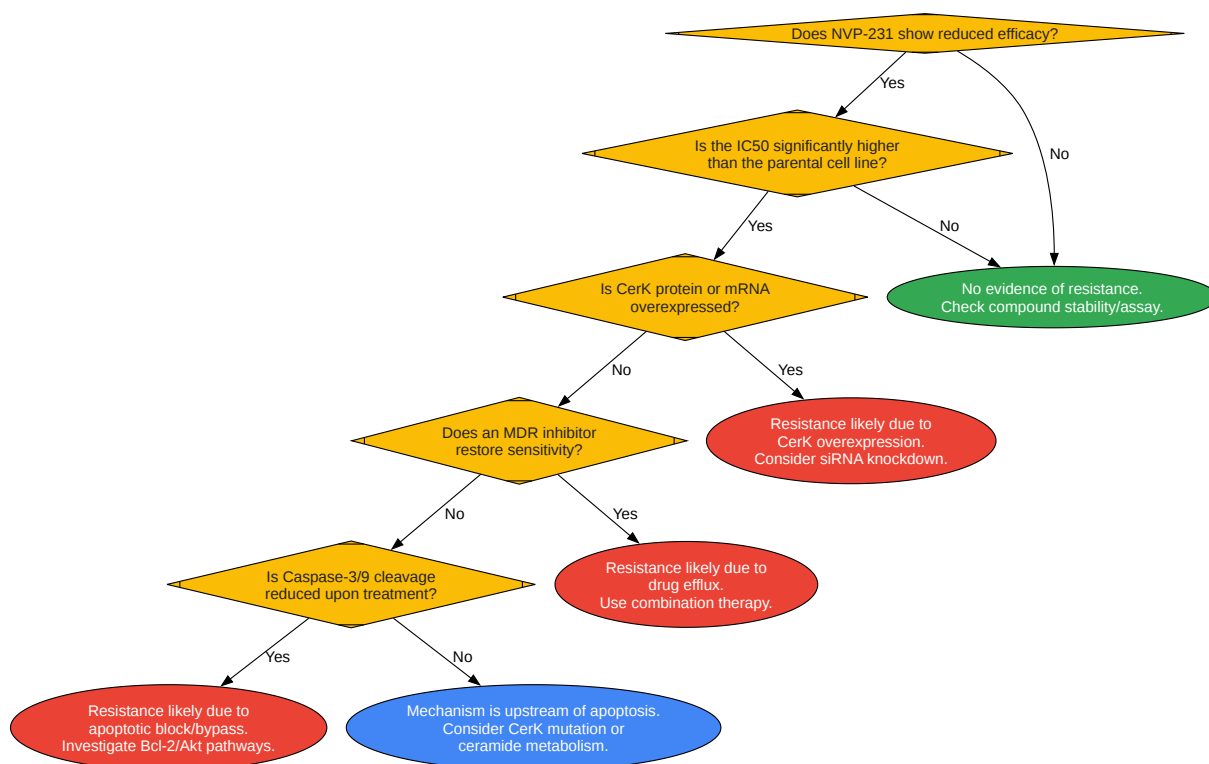 Does NVP-231 show reduced efficacy?
Yes
Is the IC50 significantly higher
than the parental cell line?
No
Yes
No
Is CerK protein or mRNA
overexpressed?
No evidence of resistance.
Check compound stability/assay.
No
Yes
Does an MDR inhibitor
restore sensitivity?
Resistance likely due to
CerK overexpression.
Consider siRNA knockdown.
No
Yes
Is Caspase-3/9 cleavage
reduced upon treatment?
Resistance likely due to
drug efflux.
Use combination therapy.
Yes
No
Resistance likely due to
apoptotic block/bypass.
Investigate Bcl-2/Akt pathways.
Mechanism is upstream of apoptosis.
Consider CerK mutation or
ceramide metabolism.